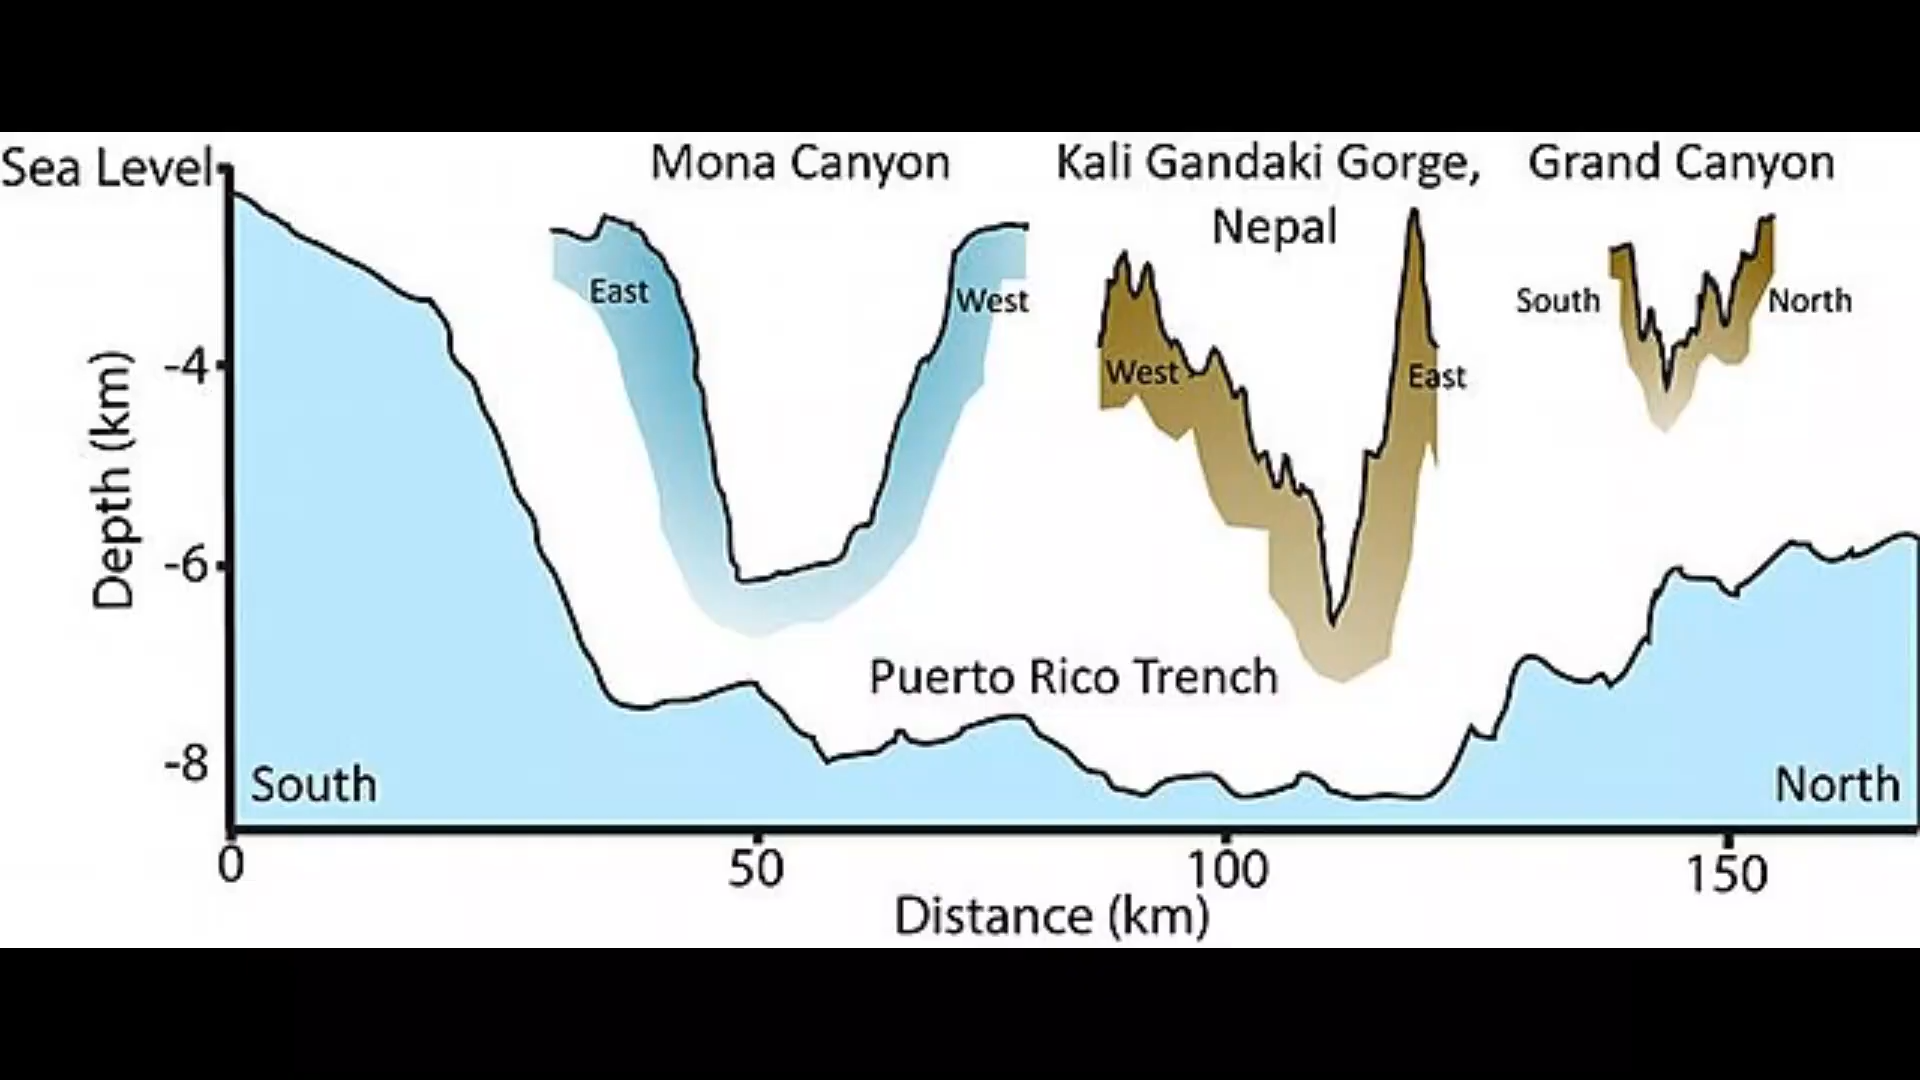 Sea Level
Mona Canyon
Kali Gandaki Gorge,
Nepal
Grand Canyon
East
West
West
East
South
North
Depth (km)
-4
-6
-8
Puerto Rico Trench
South
North
0
50
100
150
Distance (km)